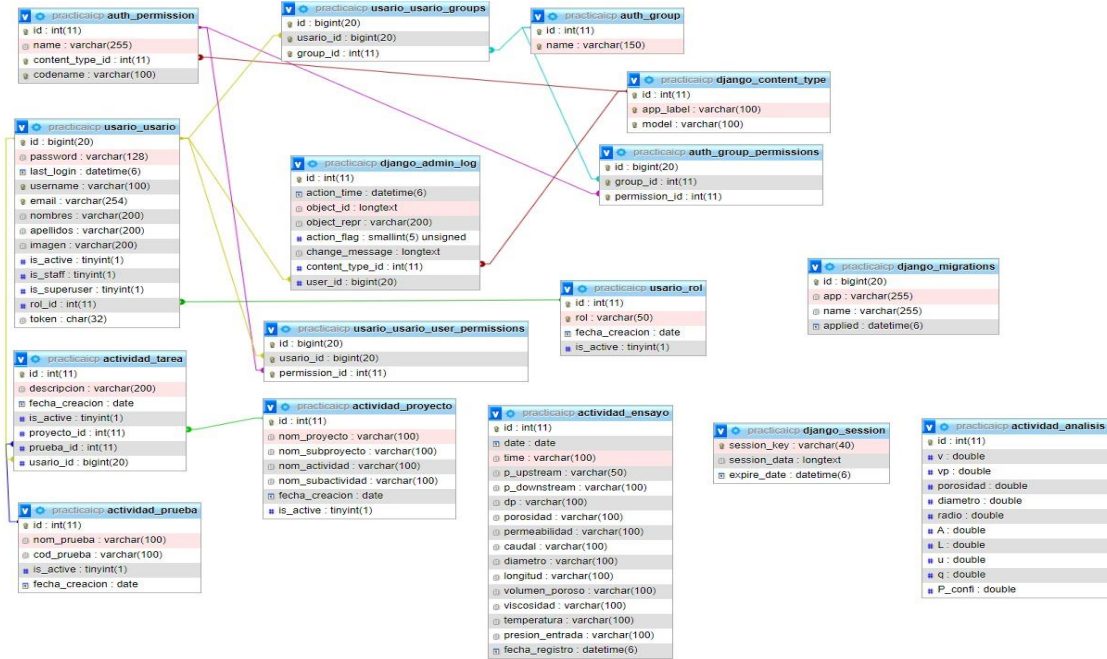 practicaicp auth_permission
id : int(11)
name : varchar(255)
content_type_id : int(11)
codename : varchar(100)
practicaicp usario_usario_groups
id : bigint(20)
usario_id : bigint(20)
group_id : int(11)
practicaicp auth_group
id : int(11)
name : varchar(150)
practicaicp django_content_type
id : int(11)
app_label : varchar(100)
model : varchar(100)
practicaicp usario_usario
id : bigint(20)
password : varchar(128)
last_login : datetime(6)
username : varchar(100)
email : varchar(254)
nombres : varchar(200)
apellidos : varchar(200)
imagen : varchar(200)
is_active : tinyint(1)
is_staff : tinyint(1)
is_superuser : tinyint(1)
rol_id : int(11)
token : char(32)
practicaicp django_admin_log
id : int(11)
action_time : datetime(6)
object_id : longtext
object_repr : varchar(200)
action_flag : smallint(5) unsigned
change_message : longtext
content_type_id : int(11)
user_id : bigint(20)
practicaicp auth_group_permissions
id : bigint(20)
group_id : int(11)
permission_id : int(11)
practicaicp django_migrations
id : bigint(20)
app : varchar(255)
name : varchar(255)
applied : datetime(6)
practicaicp usario_rol
id : int(11)
rol : varchar(50)
fecha_creacion : date
is_active : tinyint(1)
practicaicp usario_usario_user_permissions
id : bigint(20)
usario_id : bigint(20)
permission_id : int(11)
practicaicp actividad_tarea
id : int(11)
descripcion : varchar(200)
fecha_creacion : date
is_active : tinyint(1)
proyecto_id : int(11)
prueba_id : int(11)
usario_id : bigint(20)
practicaicp actividad_proyecto
id : int(11)
nom_proyecto : varchar(100)
nom_subproyecto : varchar(100)
nom_actividad : varchar(100)
nom_subactividad : varchar(100)
fecha_creacion : date
is_active : tinyint(1)
practicaicp actividad_ensayo
id : int(11)
date : date
time : varchar(100)
p_upstream : varchar(50)
p_downstream : varchar(100)
dp : varchar(100)
porosidad : varchar(100)
permeabilidad : varchar(100)
caudal : varchar(100)
diametro : varchar(100)
longitud : varchar(100)
volumen_poroso : varchar(100)
viscosidad : varchar(100)
temperatura : varchar(100)
presion_entrada : varchar(100)
fecha_registro : datetime(6)
practicaicp django_session
session_key : varchar(40)
session_data : longtext
expire_date : datetime(6)
practicaicp actividad_analisis
id : int(11)
v : double
vp : double
porosidad : double
diametro : double
radio : double
A : double
L : double
u : double
q : double
P_confi : double
practicaicp actividad_prueba
id : int(11)
nom_prueba : varchar(100)
cod_prueba : varchar(100)
is_active : tinyint(1)
fecha_creacion : date